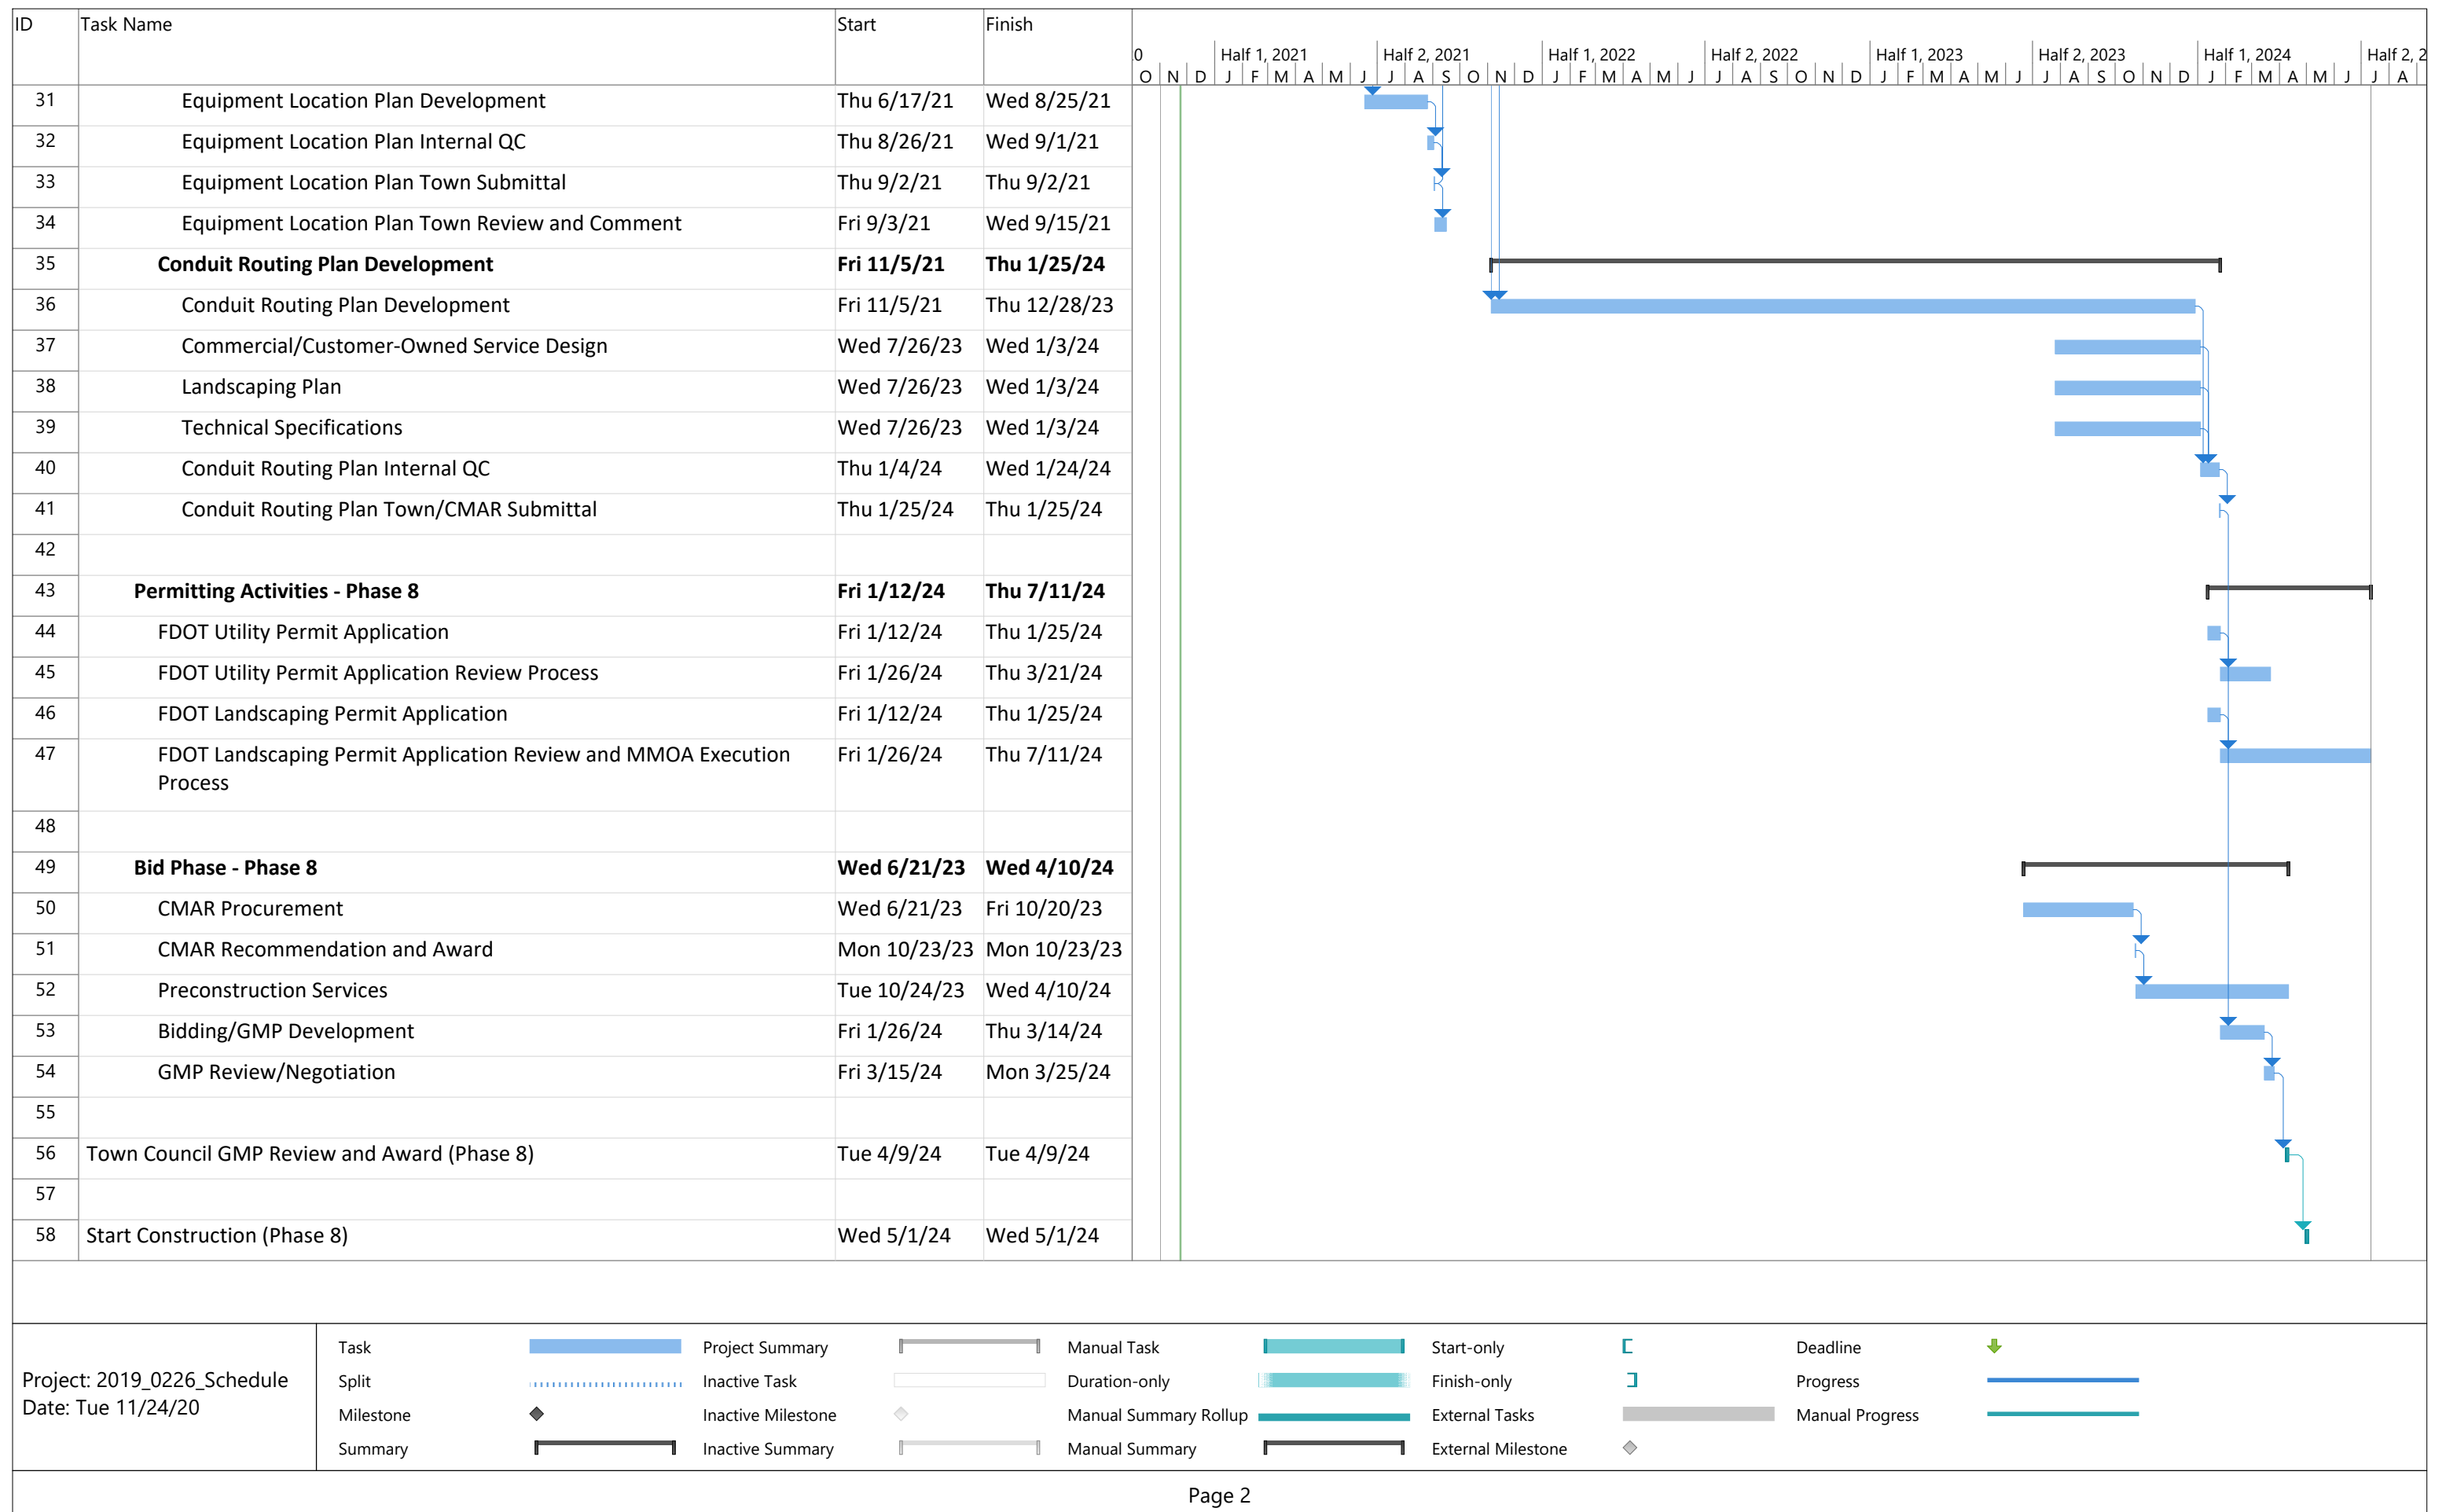 ID Task Name Start Finish
0 Half 1, 2021 Half 2, 2021 Half 1, 2022 Half 2, 2022 Half 1, 2023 Half 2, 2023 Half 1, 2024 Half 2, 2
O N D J F M A M J J A S O N D J F M A M J J A S O N D J F M A M J J A S O N D J F M A M J J A
31 Equipment Location Plan Development Thu 6/17/21 Wed 8/25/21
32 Equipment Location Plan Internal QC Thu 8/26/21 Wed 9/1/21
33 Equipment Location Plan Town Submittal Thu 9/2/21 Thu 9/2/21
34 Equipment Location Plan Town Review and Comment Fri 9/3/21 Wed 9/15/21
35 Conduit Routing Plan Development Fri 11/5/21 Thu 1/25/24
36 Conduit Routing Plan Development Fri 11/5/21 Thu 12/28/23
37 Commercial/Customer-Owned Service Design Wed 7/26/23 Wed 1/3/24
38 Landscaping Plan Wed 7/26/23 Wed 1/3/24
39 Technical Specifications Wed 7/26/23 Wed 1/3/24
40 Conduit Routing Plan Internal QC Thu 1/4/24 Wed 1/24/24
41 Conduit Routing Plan Town/CMAR Submittal Thu 1/25/24 Thu 1/25/24
42
43 Permitting Activities - Phase 8 Fri 1/12/24 Thu 7/11/24
44 FDOT Utility Permit Application Fri 1/12/24 Thu 1/25/24
45 FDOT Utility Permit Application Review Process Fri 1/26/24 Thu 3/21/24
46 FDOT Landscaping Permit Application Fri 1/12/24 Thu 1/25/24
47 FDOT Landscaping Permit Application Review and MMOA Execution Fri 1/26/24 Thu 7/11/24
Process
48
49 Bid Phase - Phase 8 Wed 6/21/23 Wed 4/10/24
50 CMAR Procurement Wed 6/21/23 Fri 10/20/23
51 CMAR Recommendation and Award Mon 10/23/23 Mon 10/23/23
52 Preconstruction Services Tue 10/24/23 Wed 4/10/24
53 Bidding/GMP Development Fri 1/26/24 Thu 3/14/24
54 GMP Review/Negotiation Fri 3/15/24 Mon 3/25/24
55
56 Town Council GMP Review and Award (Phase 8) Tue 4/9/24 Tue 4/9/24
57
58 Start Construction (Phase 8) Wed 5/1/24 Wed 5/1/24
Project: 2019_0226_Schedule
Date: Tue 11/24/20
Task Project Summary Manual Task Start-only Deadline
Split Inactive Task Duration-only Finish-only Progress
Milestone Inactive Milestone Manual Summary Rollup External Tasks Manual Progress
Summary Inactive Summary Manual Summary External Milestone
Page 2